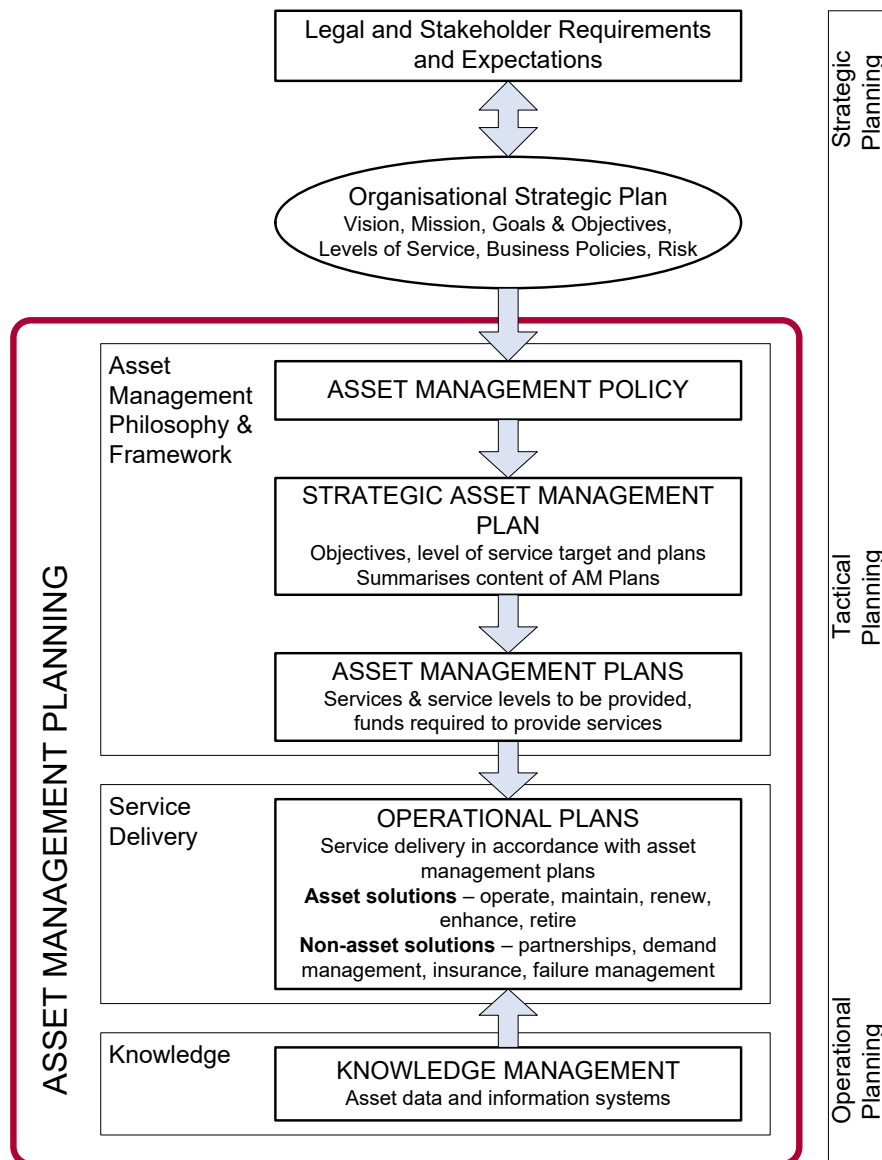 Legal and Stakeholder Requirements
and Expectations
Strategic
Planning
Organisational Strategic Plan
Vision, Mission, Goals & Objectives,
Levels of Service, Business Policies, Risk
Asset
Management
Philosophy &
Framework
ASSET MANAGEMENT POLICY
STRATEGIC ASSET MANAGEMENT
PLAN
Objectives, level of service target and plans
Summarises content of AM Plans
ASSET MANAGEMENT PLANS
Services & service levels to be provided,
funds required to provide services
Tactical
Planning
ASSET MANAGEMENT PLANNING
Service
Delivery
OPERATIONAL PLANS
Service delivery in accordance with asset
management plans
Asset solutions – operate, maintain, renew,
enhance, retire
Non-asset solutions – partnerships, demand
management, insurance, failure management
Knowledge
KNOWLEDGE MANAGEMENT
Asset data and information systems
Operational
Planning